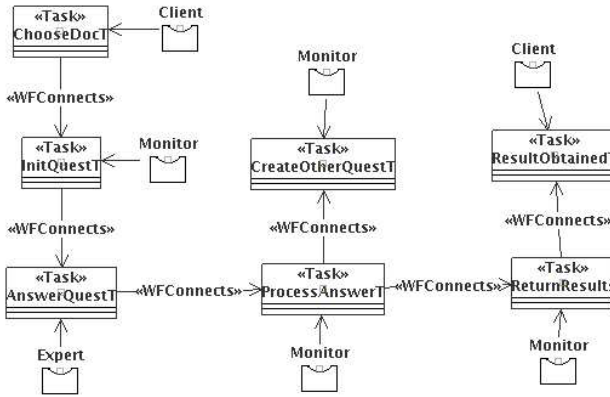 «Task»
ChooseDocT
Client
«WFConnects»
Monitor
Client
«Task»
InitQuestT
Monitor
«Task»
CreateOtherQuestT
«Task»
ResultObtainedT
«WFConnects»
«WFConnects»
«WFConnects»
«Task»
AnswerQuestT
«WFConnects»
«Task»
ProcessAnswerT
«WFConnects»
«Task»
ReturnResults
Expert
Monitor
Monitor